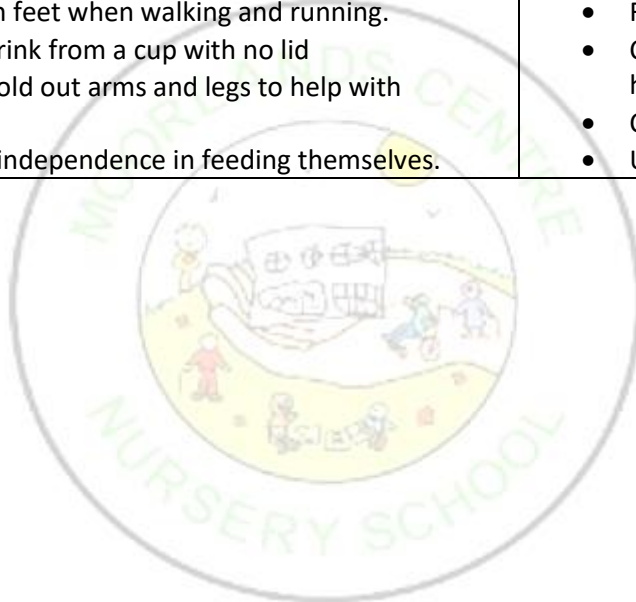 n feet when walking and running.
rink from a cup with no lid
old out arms and legs to help with
independence in feeding themselves.
MOORLANDS CENTRE
NURSERY SCHOOL